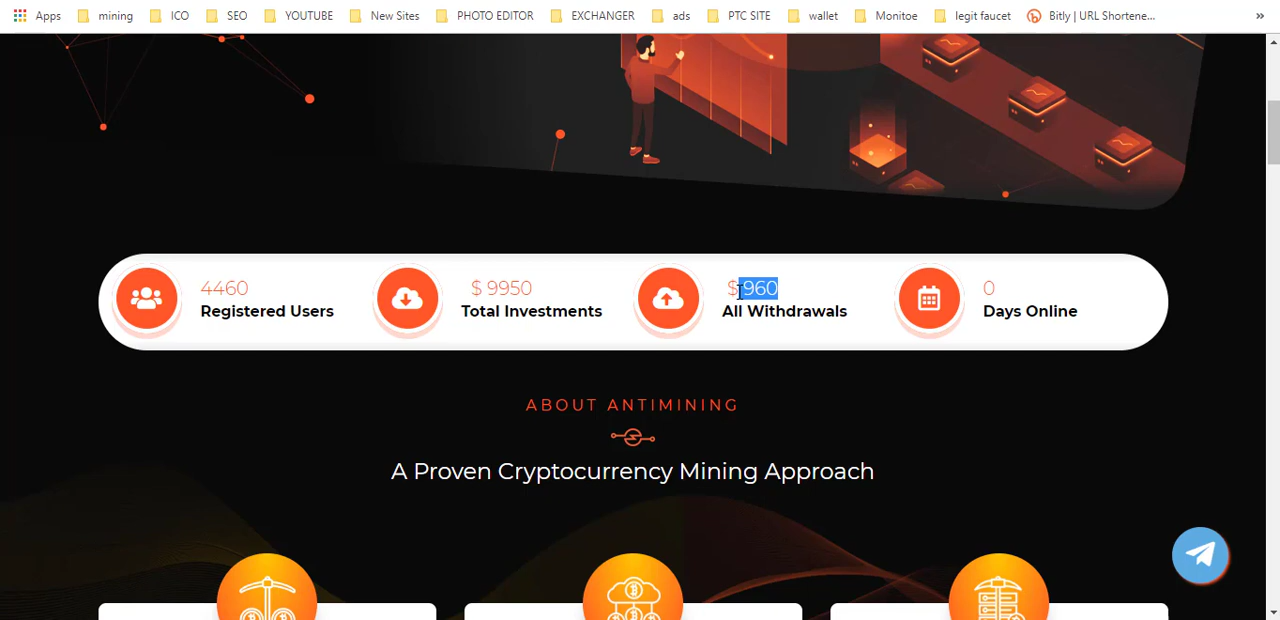 Apps mining ICO SEO YOUTUBE New Sites PHOTO EDITOR EXCHANGER ads PTC SITE wallet Monitoe legit faucet Bitly | URL Shortene... »
4460 $ 9950 $ 960 0
Registered Users Total Investments All Withdrawals Days Online
ABOUT ANTIMINING
A Proven Cryptocurrency Mining Approach